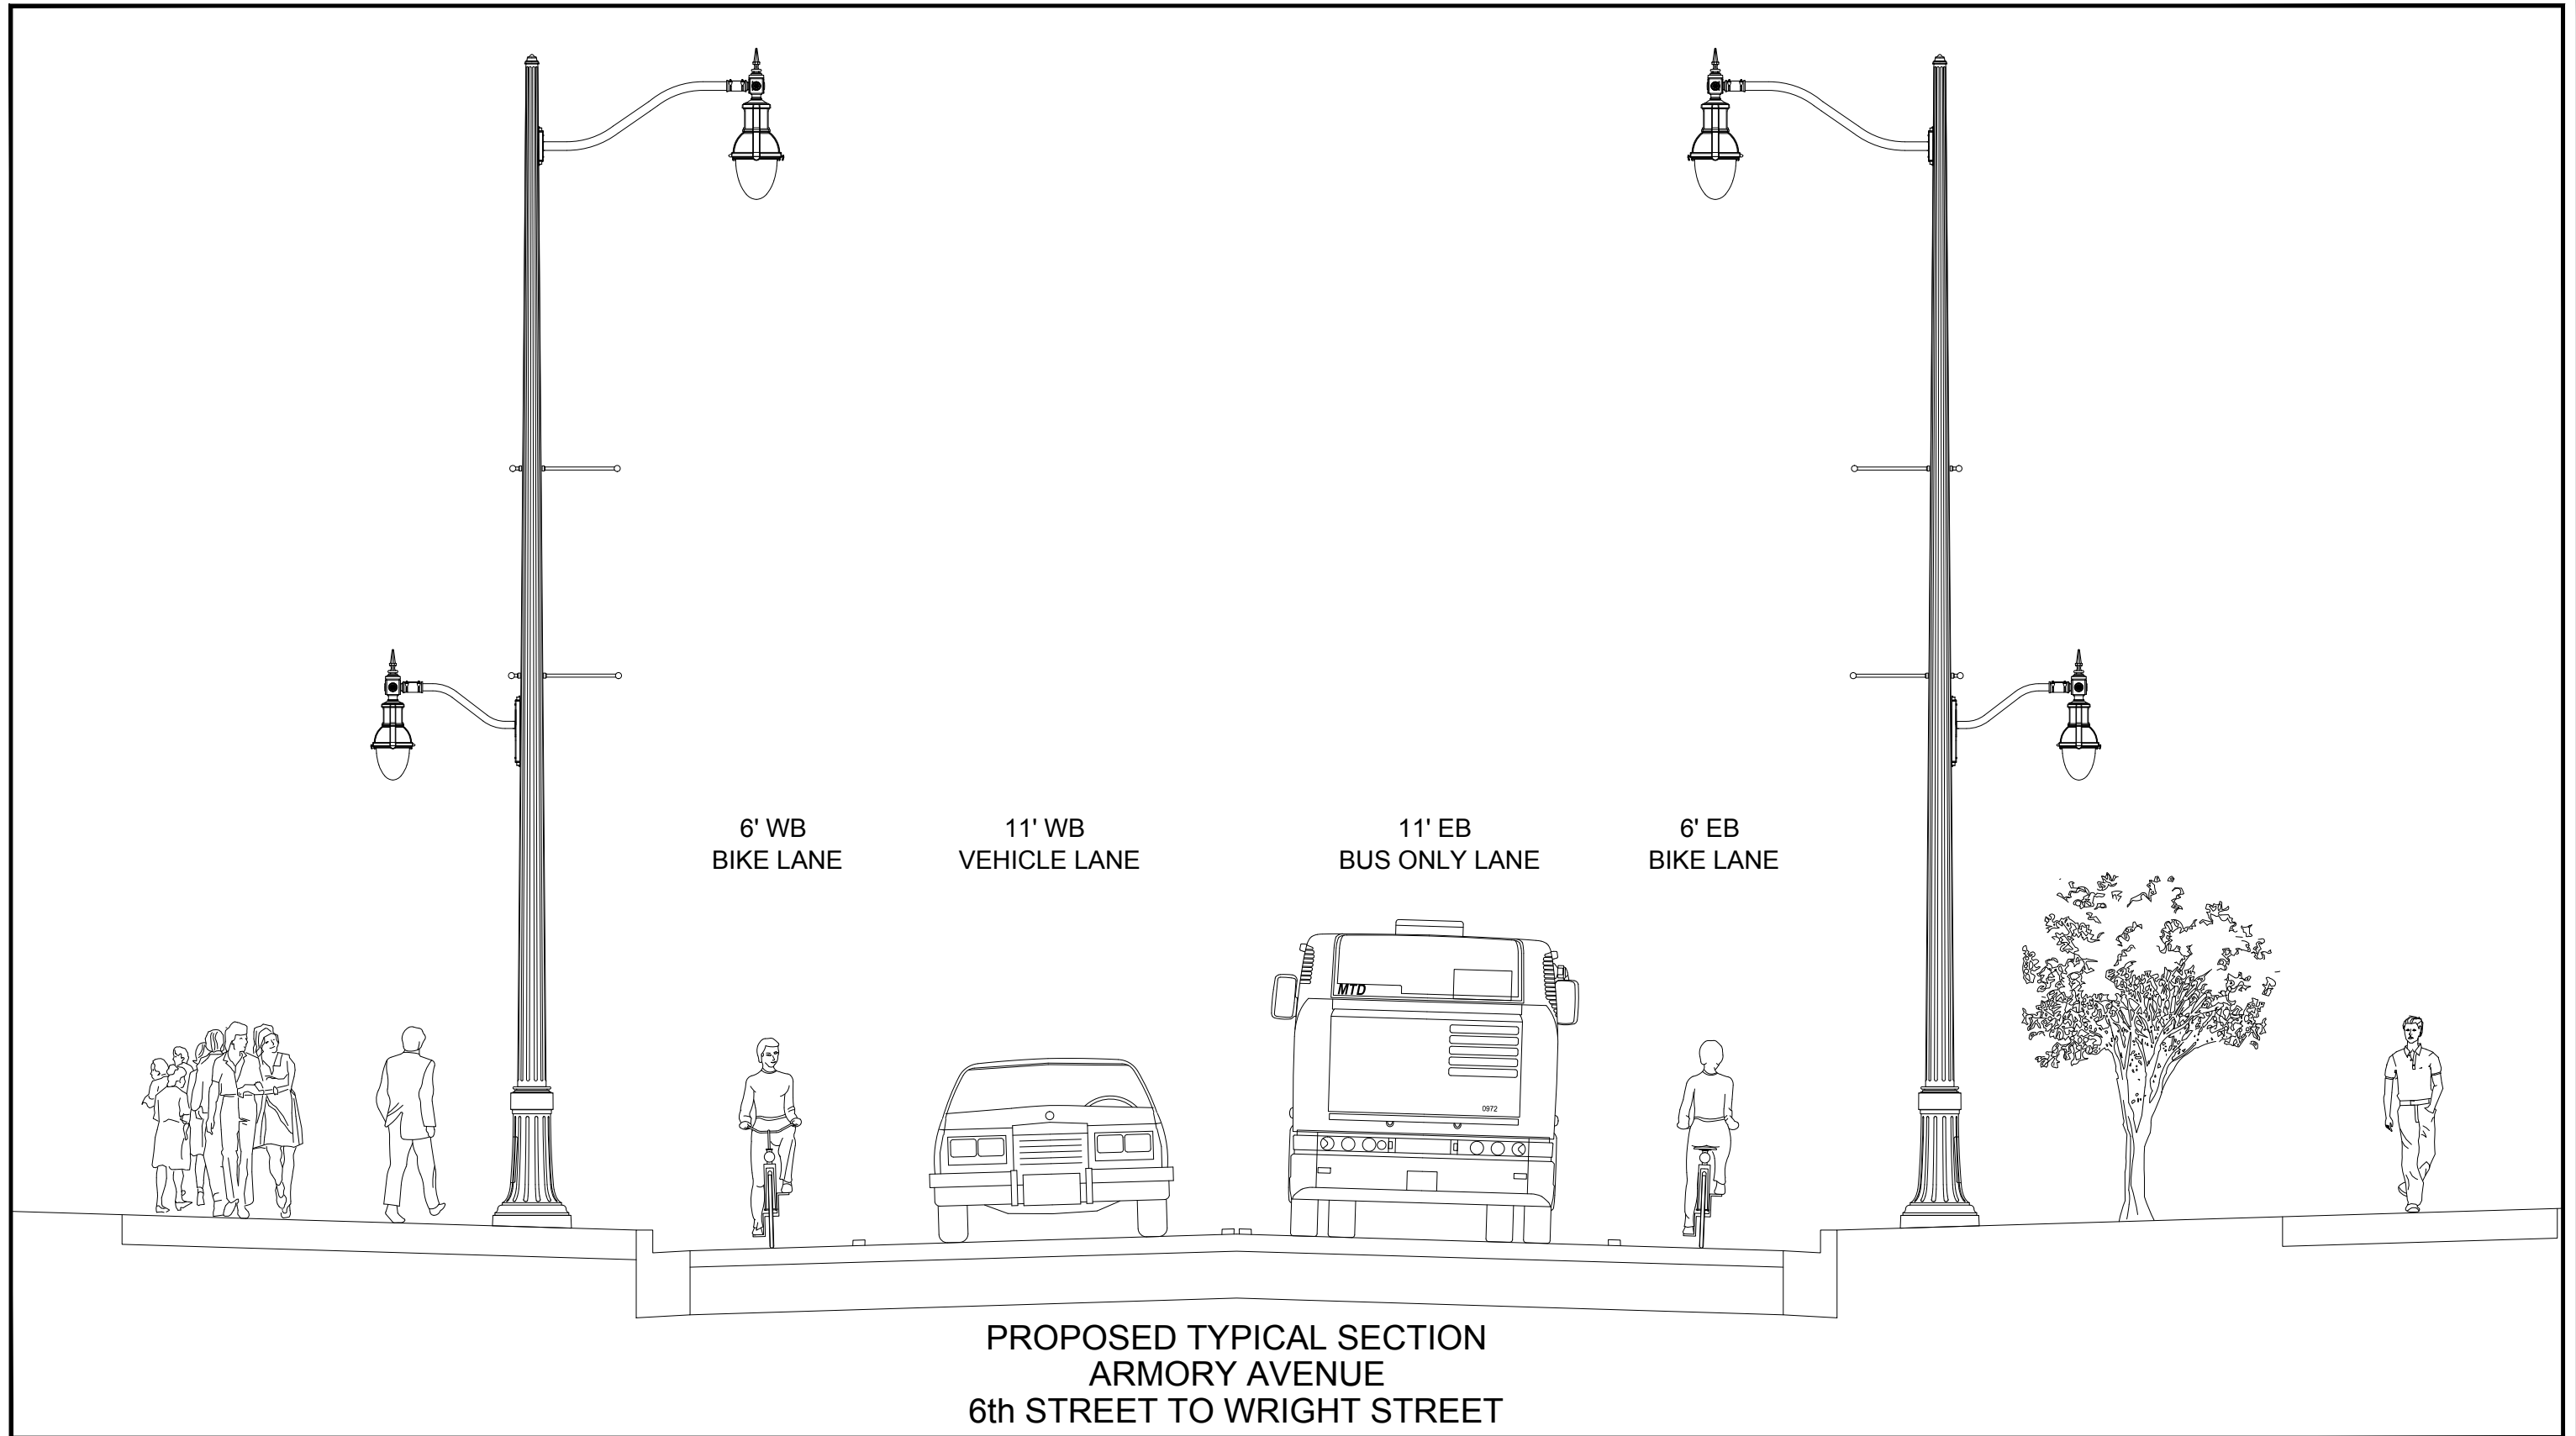 6' WB
BIKE LANE
11' WB
VEHICLE LANE
11' EB
BUS ONLY LANE
6' EB
BIKE LANE
MTD
0972
PROPOSED TYPICAL SECTION
ARMORY AVENUE
6th STREET TO WRIGHT STREET